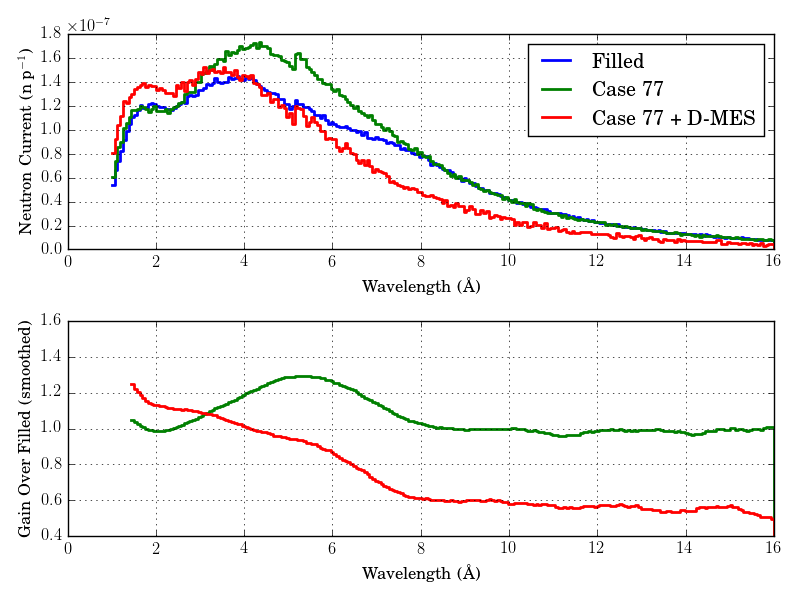 1.8 ×10⁻⁷
1.6
1.4
1.2
1.0
0.8
0.6
0.4
0.2
0.0
Neutron Current (n p⁻¹)
Filled
Case 77
Case 77 + D-MES
0 2 4 6 8 10 12 14 16
Wavelength (Å)
1.6
1.4
1.2
1.0
0.8
0.6
0.4
Gain Over Filled (smoothed)
0 2 4 6 8 10 12 14 16
Wavelength (Å)